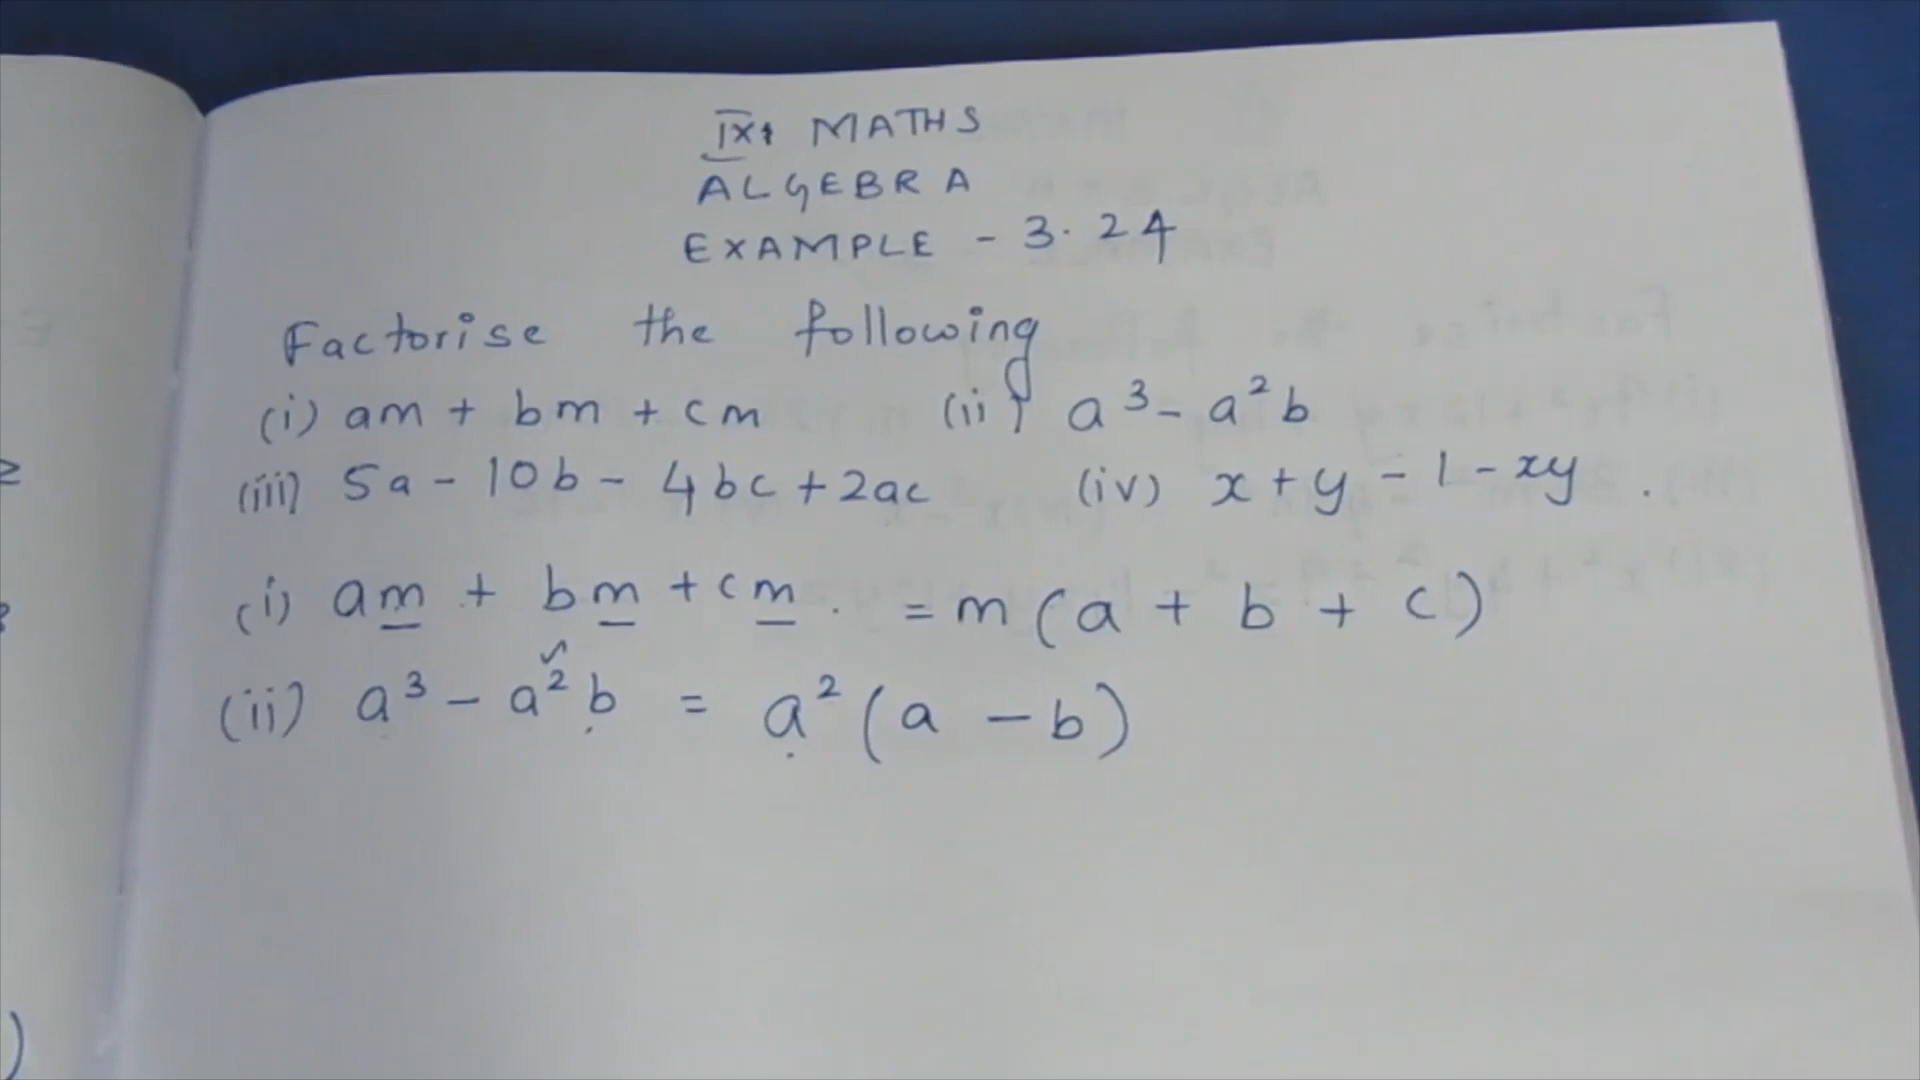 IX MATHS
ALGEBRA
EXAMPLE - 3.24
Factorise the following
(i) am + bm + cm (ii) a³ - a²b
(iii) 5a - 10b - 4bc + 2ac (iv) x + y - 1 - xy .
(i) am + bm + cm . = m(a + b + c)
(ii) a³ - a²b = a²(a - b)